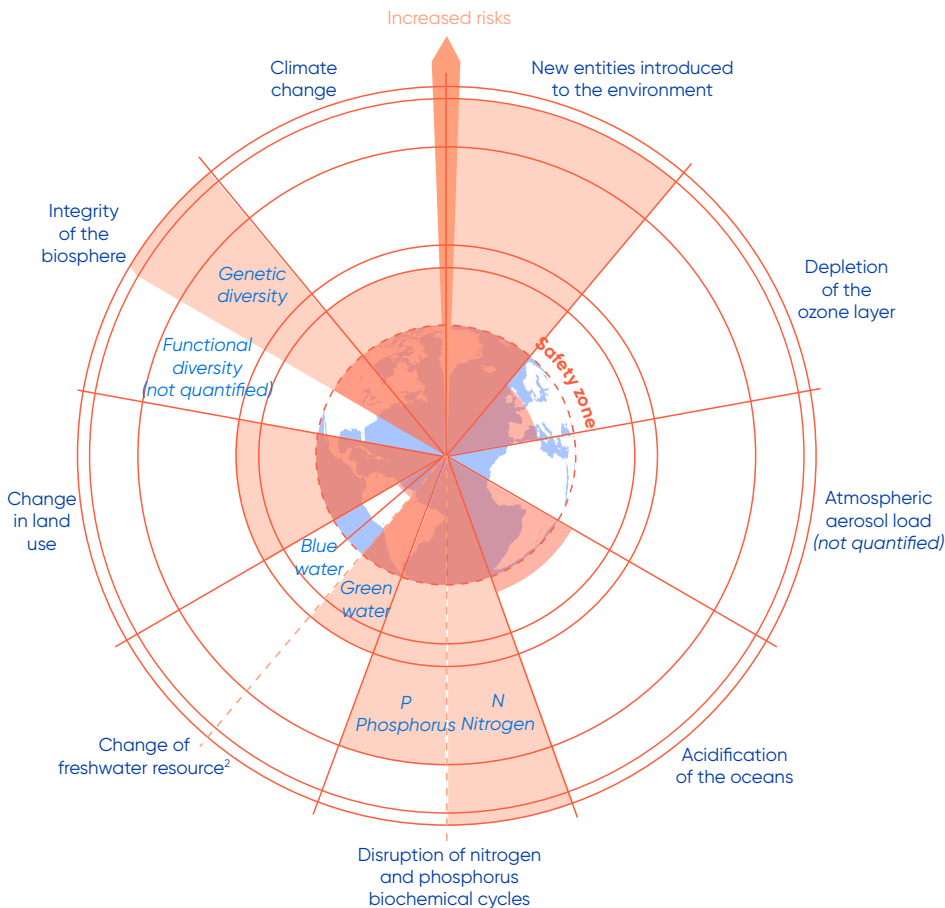 Increased risks
Climate
change
New entities introduced
to the environment
Integrity
of the
biosphere
Genetic
diversity
Depletion
of the
ozone layer
Functional
diversity
(not quantified)
Safety zone
Change
in land
use
Atmospheric
aerosol load
(not quantified)
Blue
water
Green
water
P
Phosphorus
N
Nitrogen
Change of
freshwater resource²
Acidification
of the oceans
Disruption of nitrogen
and phosphorus
biochemical cycles